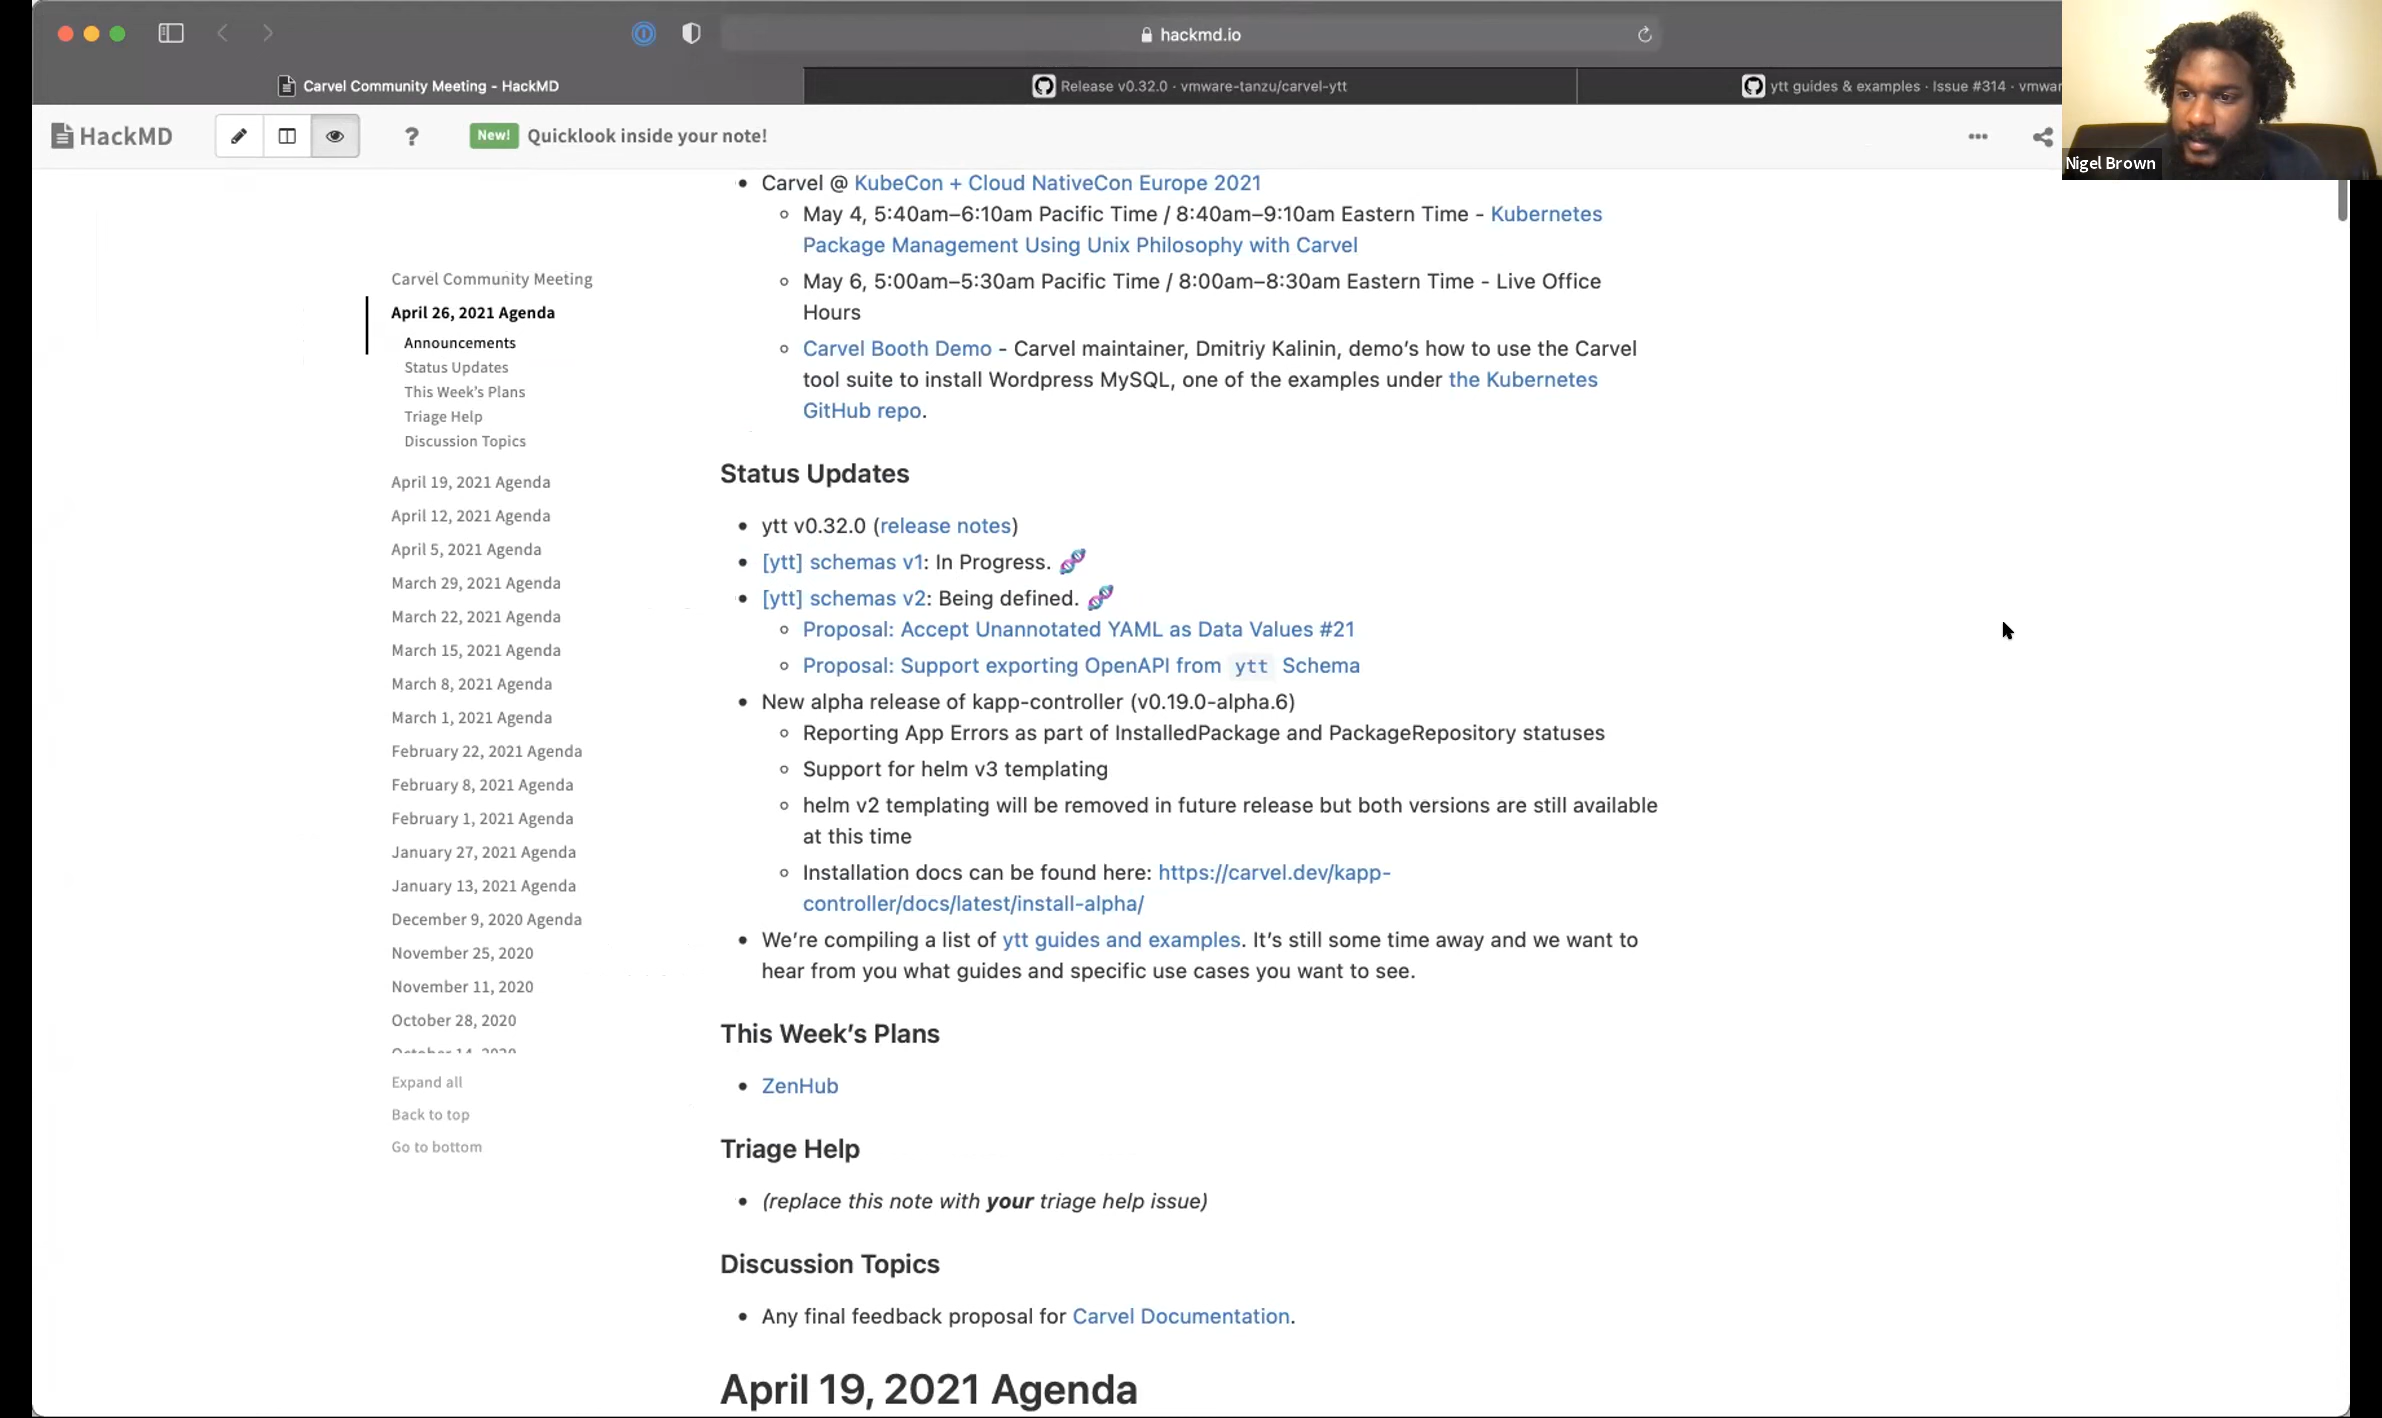 hackmd.io
Carvel Community Meeting - HackMD
Release v0.32.0 · vmware-tanzu/carvel-ytt
ytt guides & examples · Issue #314 ·
HackMD
New! Quicklook inside your note!
Nigel Brown
Carvel Community Meeting
April 26, 2021 Agenda
Announcements
Status Updates
This Week's Plans
Triage Help
Discussion Topics
April 19, 2021 Agenda
April 12, 2021 Agenda
April 5, 2021 Agenda
March 29, 2021 Agenda
March 22, 2021 Agenda
March 15, 2021 Agenda
March 8, 2021 Agenda
March 1, 2021 Agenda
February 22, 2021 Agenda
February 8, 2021 Agenda
February 1, 2021 Agenda
January 27, 2021 Agenda
January 13, 2021 Agenda
December 9, 2020 Agenda
November 25, 2020
November 11, 2020
October 28, 2020
October 14, 2020
Expand all
Back to top
Go to bottom
• Carvel @ KubeCon + Cloud NativeCon Europe 2021
◦ May 4, 5:40am–6:10am Pacific Time / 8:40am–9:10am Eastern Time - Kubernetes
Package Management Using Unix Philosophy with Carvel
◦ May 6, 5:00am–5:30am Pacific Time / 8:00am–8:30am Eastern Time - Live Office
Hours
◦ Carvel Booth Demo - Carvel maintainer, Dmitriy Kalinin, demo's how to use the Carvel
tool suite to install Wordpress MySQL, one of the examples under the Kubernetes
GitHub repo.
Status Updates
• ytt v0.32.0 (release notes)
• [ytt] schemas v1: In Progress. 🧬
• [ytt] schemas v2: Being defined. 🧬
◦ Proposal: Accept Unannotated YAML as Data Values #21
◦ Proposal: Support exporting OpenAPI from ytt Schema
• New alpha release of kapp-controller (v0.19.0-alpha.6)
◦ Reporting App Errors as part of InstalledPackage and PackageRepository statuses
◦ Support for helm v3 templating
◦ helm v2 templating will be removed in future release but both versions are still available
at this time
◦ Installation docs can be found here: https://carvel.dev/kapp-
controller/docs/latest/install-alpha/
• We're compiling a list of ytt guides and examples. It's still some time away and we want to
hear from you what guides and specific use cases you want to see.
This Week's Plans
• ZenHub
Triage Help
• (replace this note with your triage help issue)
Discussion Topics
• Any final feedback proposal for Carvel Documentation.
April 19, 2021 Agenda